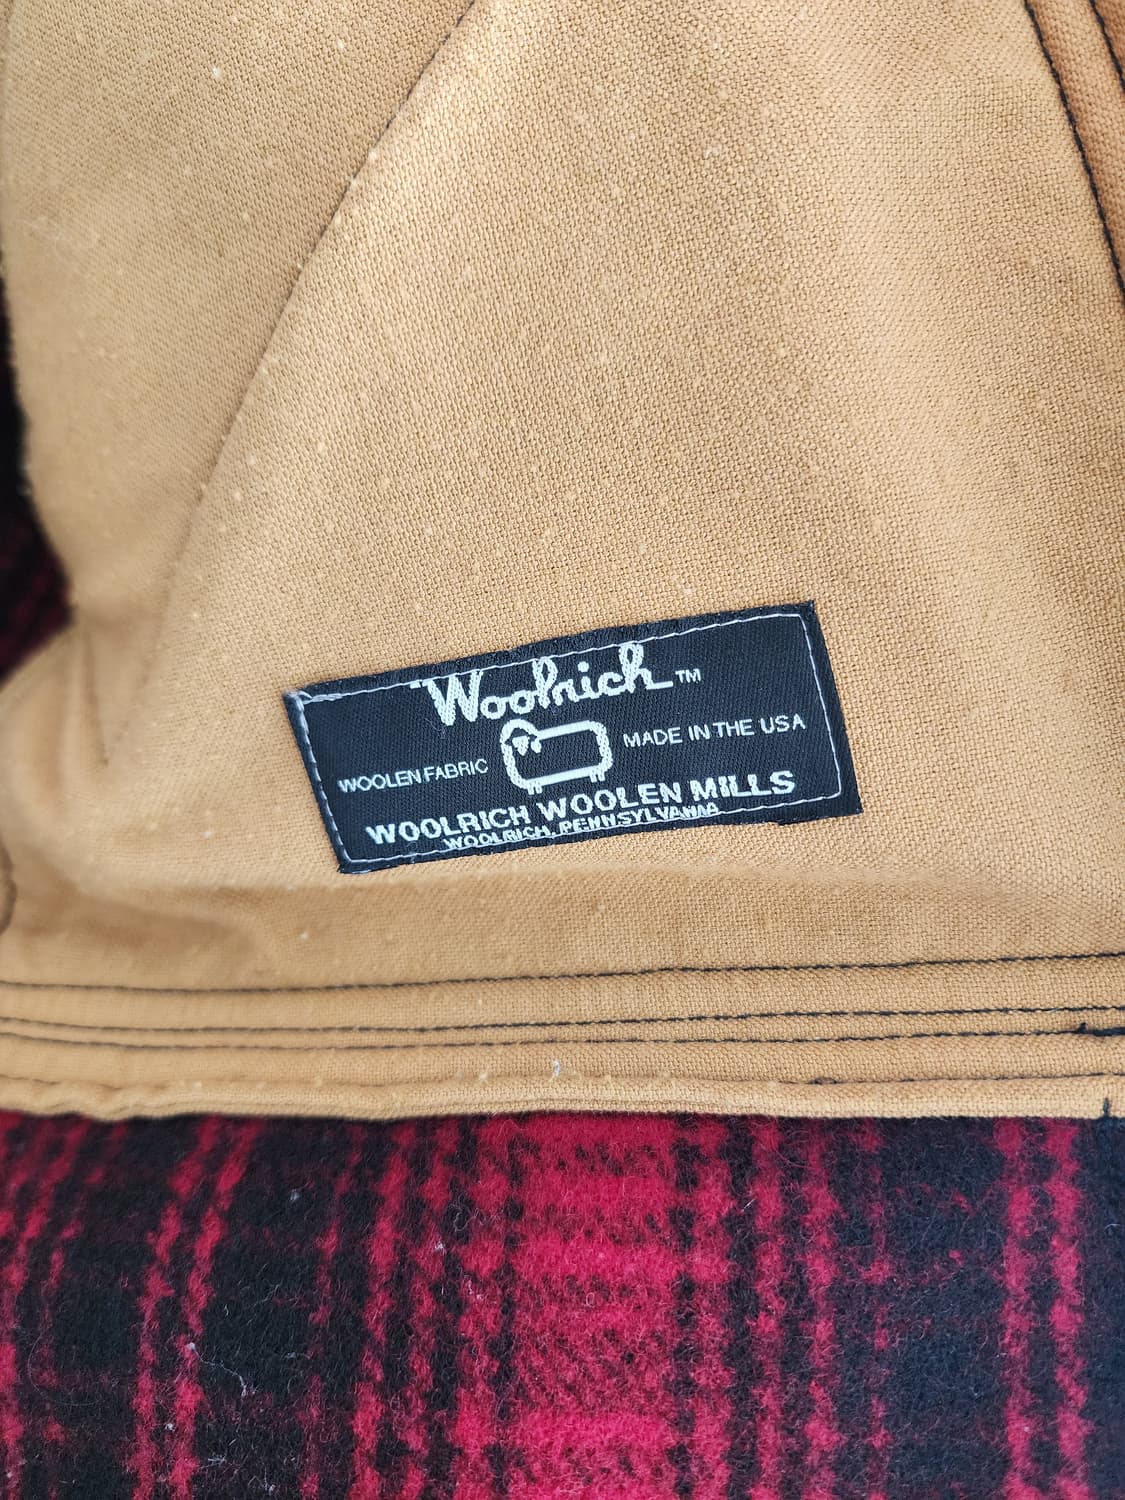 Woolrich™
WOOLEN FABRIC MADE IN THE USA
WOOLRICH WOOLEN MILLS
WOOLRICH, PENNSYLVANIA